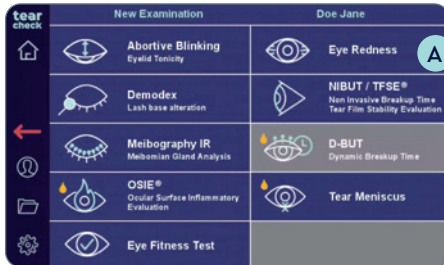 tear
check
New Examination
Doe Jane
Abortive Blinking
Eyelid Tonicity
Eye Redness
A
Demodex
Lash base alteration
NIBUT / TFSE®
Non Invasive Breakup Time
Tear Film Stability Evaluation
Meibography IR
Meibomian Gland Analysis
D-BUT
Dynamic Breakup Time
OSIE®
Ocular Surface Inflammatory
Evaluation
Tear Meniscus
Eye Fitness Test